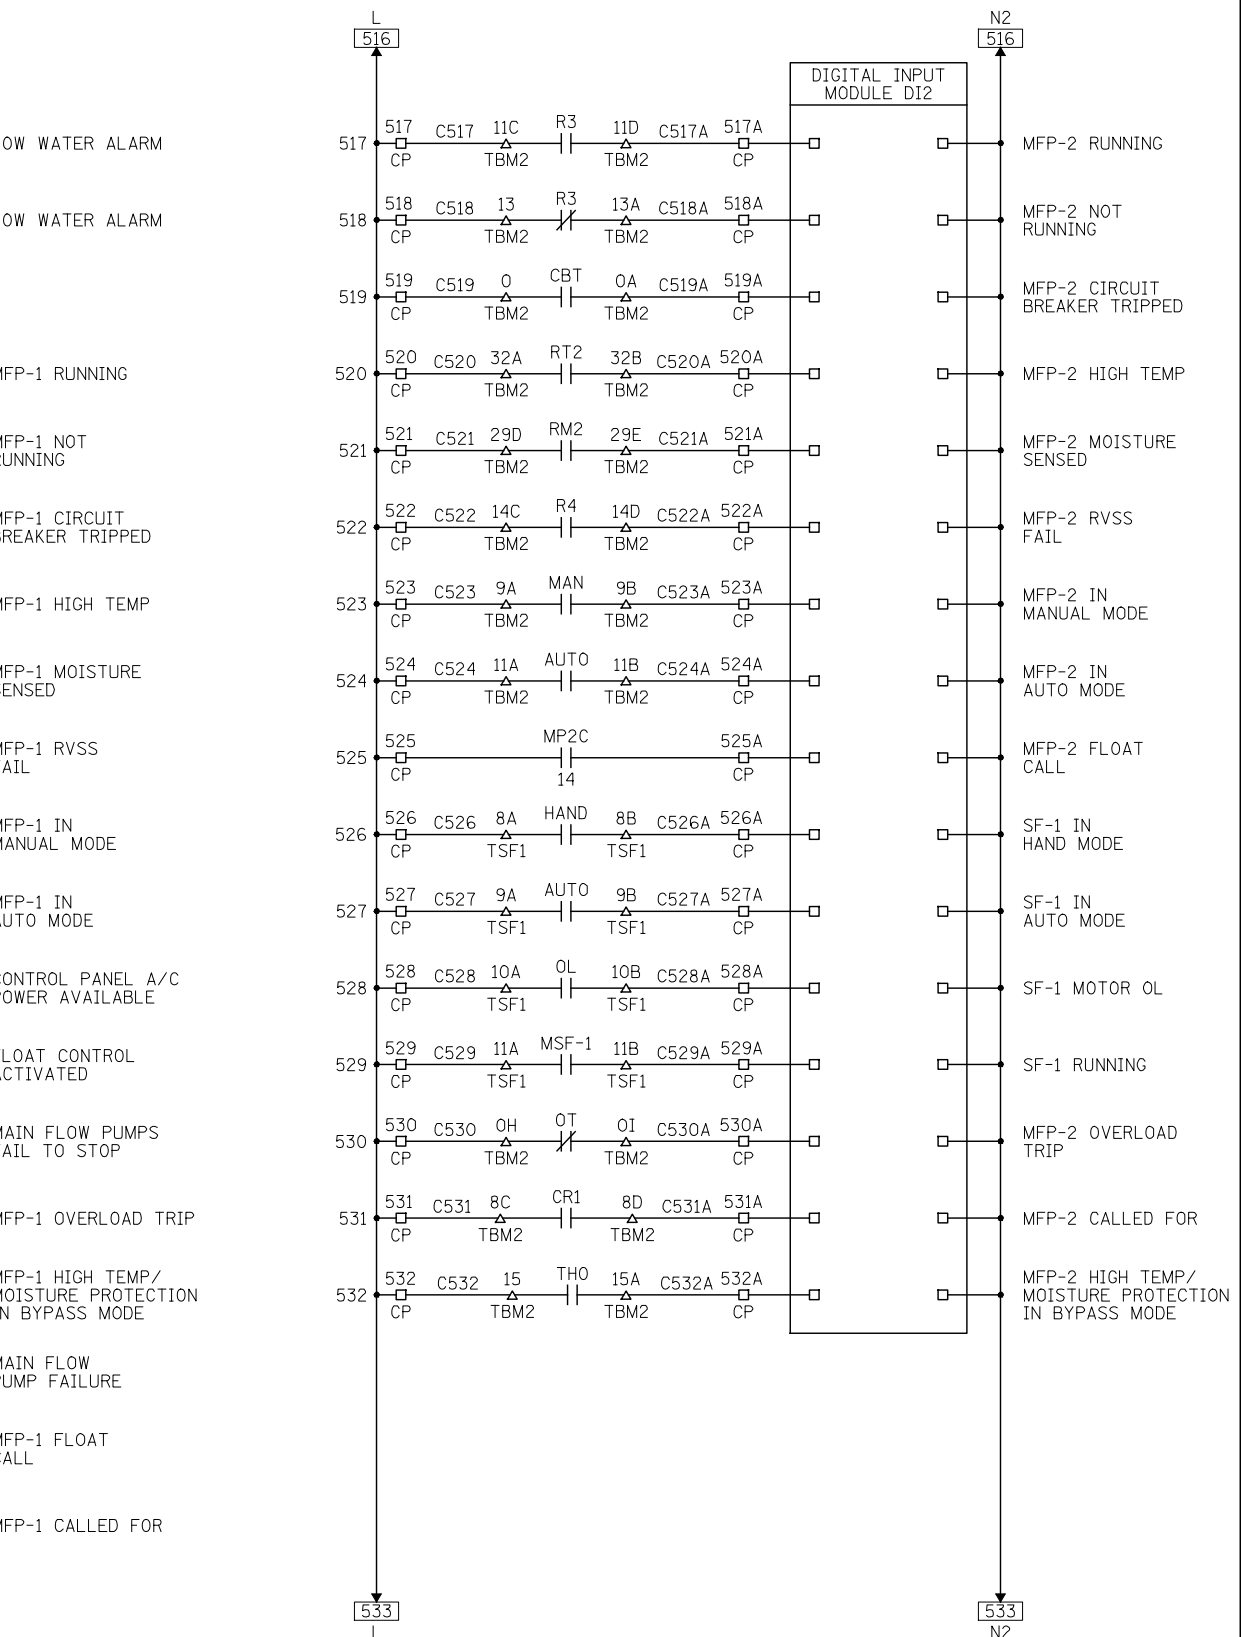 L
516
N2
516
DIGITAL INPUT
MODULE DI2
OW WATER ALARM
517 517 C517 11C R3 11D C517A 517A
CP TBM2 TBM2 CP
MFP-2 RUNNING
OW WATER ALARM
518 518 C518 13 R3 13A C518A 518A
CP TBM2 TBM2 CP
MFP-2 NOT
RUNNING
519 519 C519 0 CBT 0A C519A 519A
CP TBM2 TBM2 CP
MFP-2 CIRCUIT
BREAKER TRIPPED
MFP-1 RUNNING
520 520 C520 32A RT2 32B C520A 520A
CP TBM2 TBM2 CP
MFP-2 HIGH TEMP
MFP-1 NOT
RUNNING
521 521 C521 29D RM2 29E C521A 521A
CP TBM2 TBM2 CP
MFP-2 MOISTURE
SENSED
MFP-1 CIRCUIT
BREAKER TRIPPED
522 522 C522 14C R4 14D C522A 522A
CP TBM2 TBM2 CP
MFP-2 RVSS
FAIL
MFP-1 HIGH TEMP
523 523 C523 9A MAN 9B C523A 523A
CP TBM2 TBM2 CP
MFP-2 IN
MANUAL MODE
MFP-1 MOISTURE
SENSED
524 524 C524 11A AUTO 11B C524A 524A
CP TBM2 TBM2 CP
MFP-2 IN
AUTO MODE
MFP-1 RVSS
FAIL
525 525 MP2C 525A
CP 14 CP
MFP-2 FLOAT
CALL
MFP-1 IN
MANUAL MODE
526 526 C526 8A HAND 8B C526A 526A
CP TSF1 TSF1 CP
SF-1 IN
HAND MODE
MFP-1 IN
AUTO MODE
527 527 C527 9A AUTO 9B C527A 527A
CP TSF1 TSF1 CP
SF-1 IN
AUTO MODE
CONTROL PANEL A/C
POWER AVAILABLE
528 528 C528 10A OL 10B C528A 528A
CP TSF1 TSF1 CP
SF-1 MOTOR OL
FLOAT CONTROL
ACTIVATED
529 529 C529 11A MSF-1 11B C529A 529A
CP TSF1 TSF1 CP
SF-1 RUNNING
MAIN FLOW PUMPS
FAIL TO STOP
530 530 C530 0H OT 0I C530A 530A
CP TBM2 TBM2 CP
MFP-2 OVERLOAD
TRIP
MFP-1 OVERLOAD TRIP
531 531 C531 8C CR1 8D C531A 531A
CP TBM2 TBM2 CP
MFP-2 CALLED FOR
MFP-1 HIGH TEMP/
MOISTURE PROTECTION
IN BYPASS MODE
532 532 C532 15 THO 15A C532A 532A
CP TBM2 TBM2 CP
MFP-2 HIGH TEMP/
MOISTURE PROTECTION
IN BYPASS MODE
MAIN FLOW
PUMP FAILURE
MFP-1 FLOAT
CALL
MFP-1 CALLED FOR
533
L
533
N2